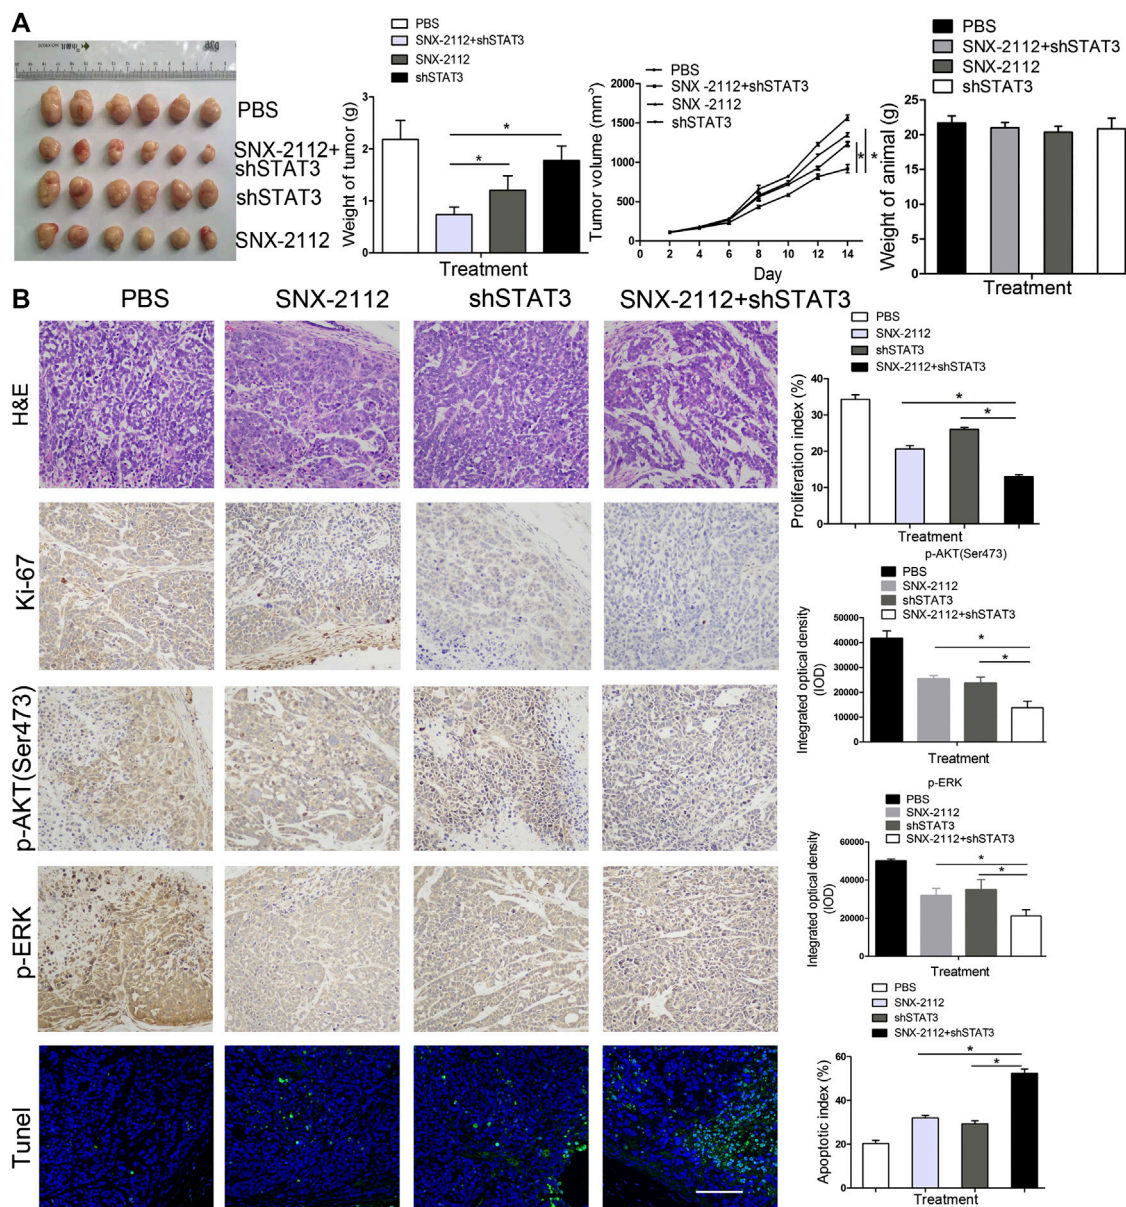 A
PBS
SNX-2112+
shSTAT3
shSTAT3
SNX-2112
PBS
SNX-2112+shSTAT3
SNX-2112
shSTAT3
Weight of tumor (g)
3
2
1
0
*
*
Treatment
PBS
SNX -2112+shSTAT3
SNX -2112
shSTAT3
Tumor volume (mm³)
2000
1500
1000
500
0
0 2 4 6 8 10 12 14
* *
Day
PBS
SNX-2112+shSTAT3
SNX-2112
shSTAT3
Weight of animal (g)
25
20
15
10
5
0
Treatment
B
PBS SNX-2112 shSTAT3 SNX-2112+shSTAT3
H&E
Ki-67
p-AKT(Ser473)
p-ERK
Tunel
PBS
SNX-2112
shSTAT3
SNX-2112+shSTAT3
Proliferation index (%)
40
30
20
10
0
*
*
Treatment
p-AKT(Ser473)
PBS
SNX-2112
shSTAT3
SNX-2112+shSTAT3
Integrated optical density
(IOD)
50000
40000
30000
20000
10000
0
*
*
Treatment
p-ERK
PBS
SNX-2112
shSTAT3
SNX-2112+shSTAT3
Integrated optical density
(IOD)
60000
40000
20000
0
*
*
Treatment
PBS
SNX-2112
shSTAT3
SNX-2112+shSTAT3
Apoptotic index (%)
60
40
20
0
*
*
Treatment